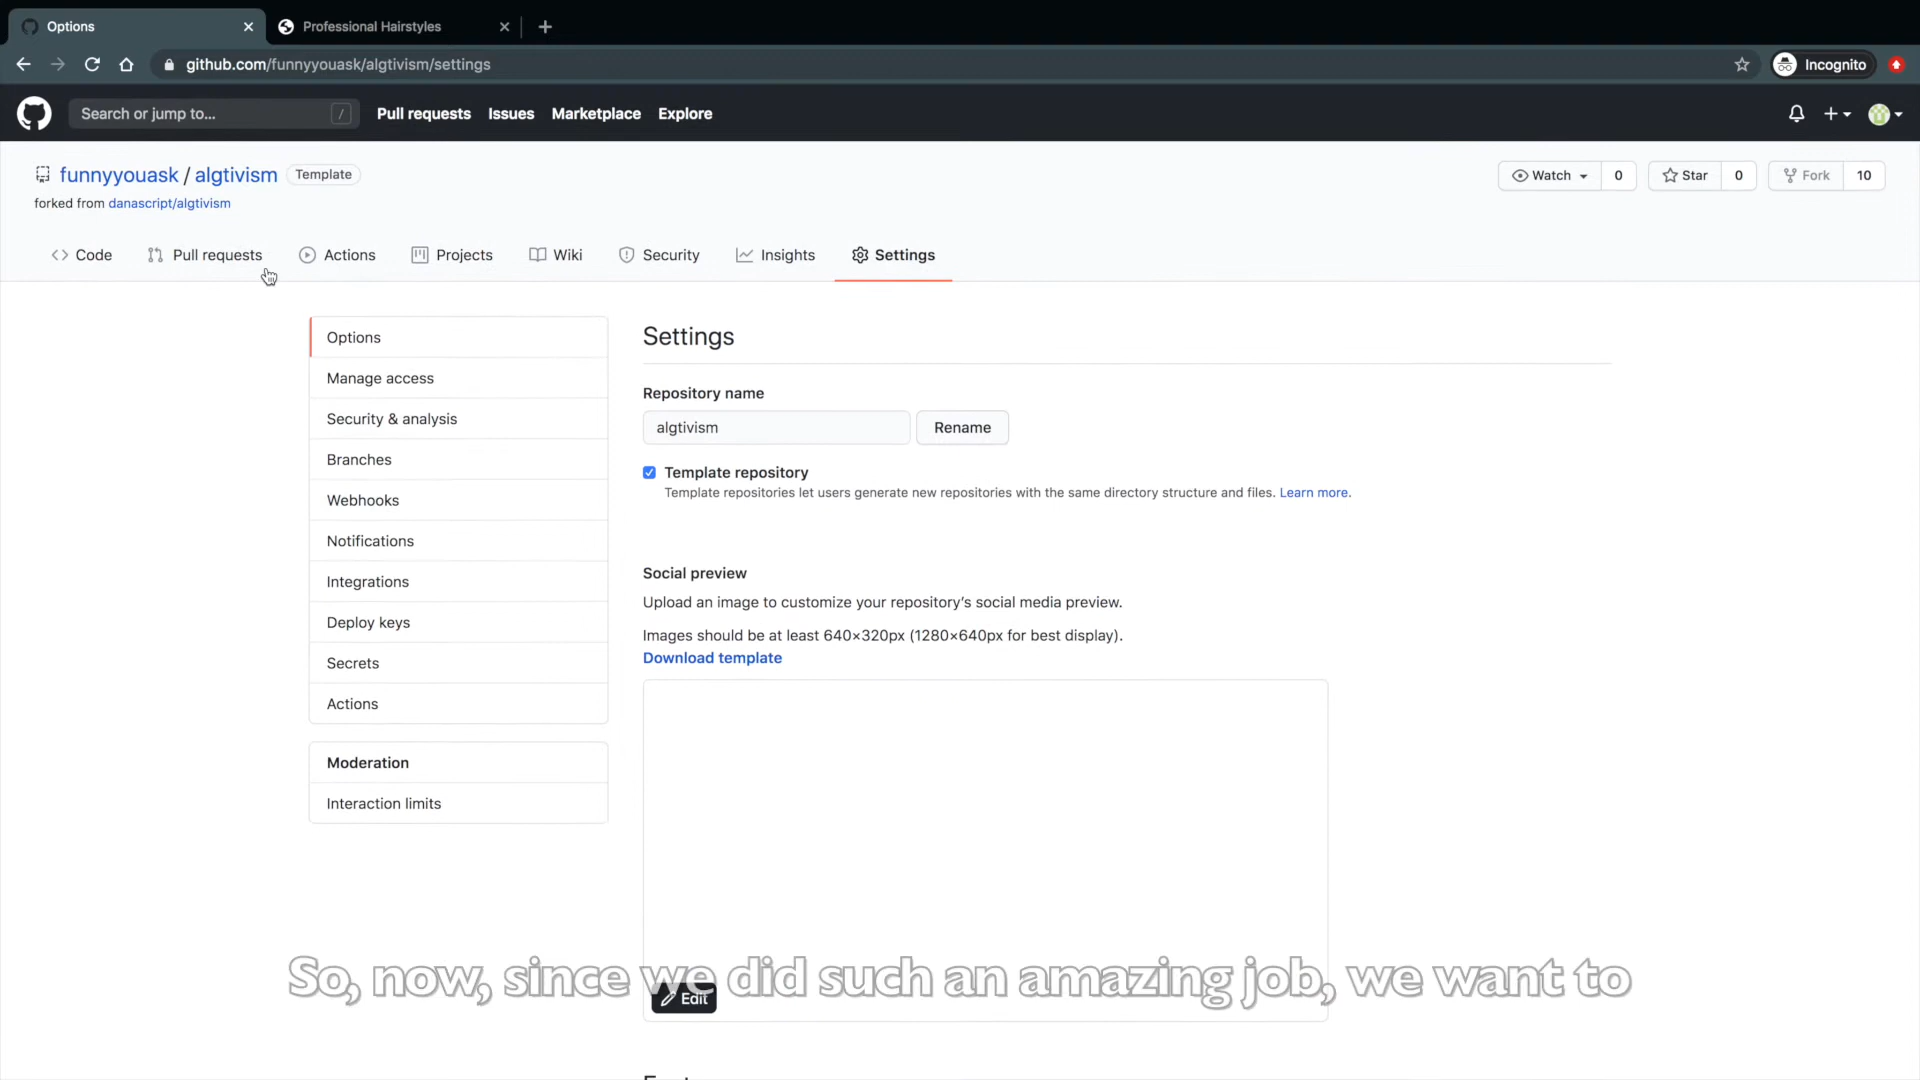 Options
Professional Hairstyles
github.com/funnyyouask/algtivism/settings
Incognito
Search or jump to...
/
Pull requests
Issues
Marketplace
Explore
funnyyouask / algtivism
Template
Watch
0
Star
0
Fork
10
forked from danascript/algtivism
Code
Pull requests
Actions
Projects
Wiki
Security
Insights
Settings
Options
Manage access
Security & analysis
Branches
Webhooks
Notifications
Integrations
Deploy keys
Secrets
Actions
Moderation
Interaction limits
Settings
Repository name
algtivism
Rename
Template repository
Template repositories let users generate new repositories with the same directory structure and files. Learn more.
Social preview
Upload an image to customize your repository's social media preview.
Images should be at least 640×320px (1280×640px for best display).
Download template
Edit
So, now, since we did such an amazing job, we want to